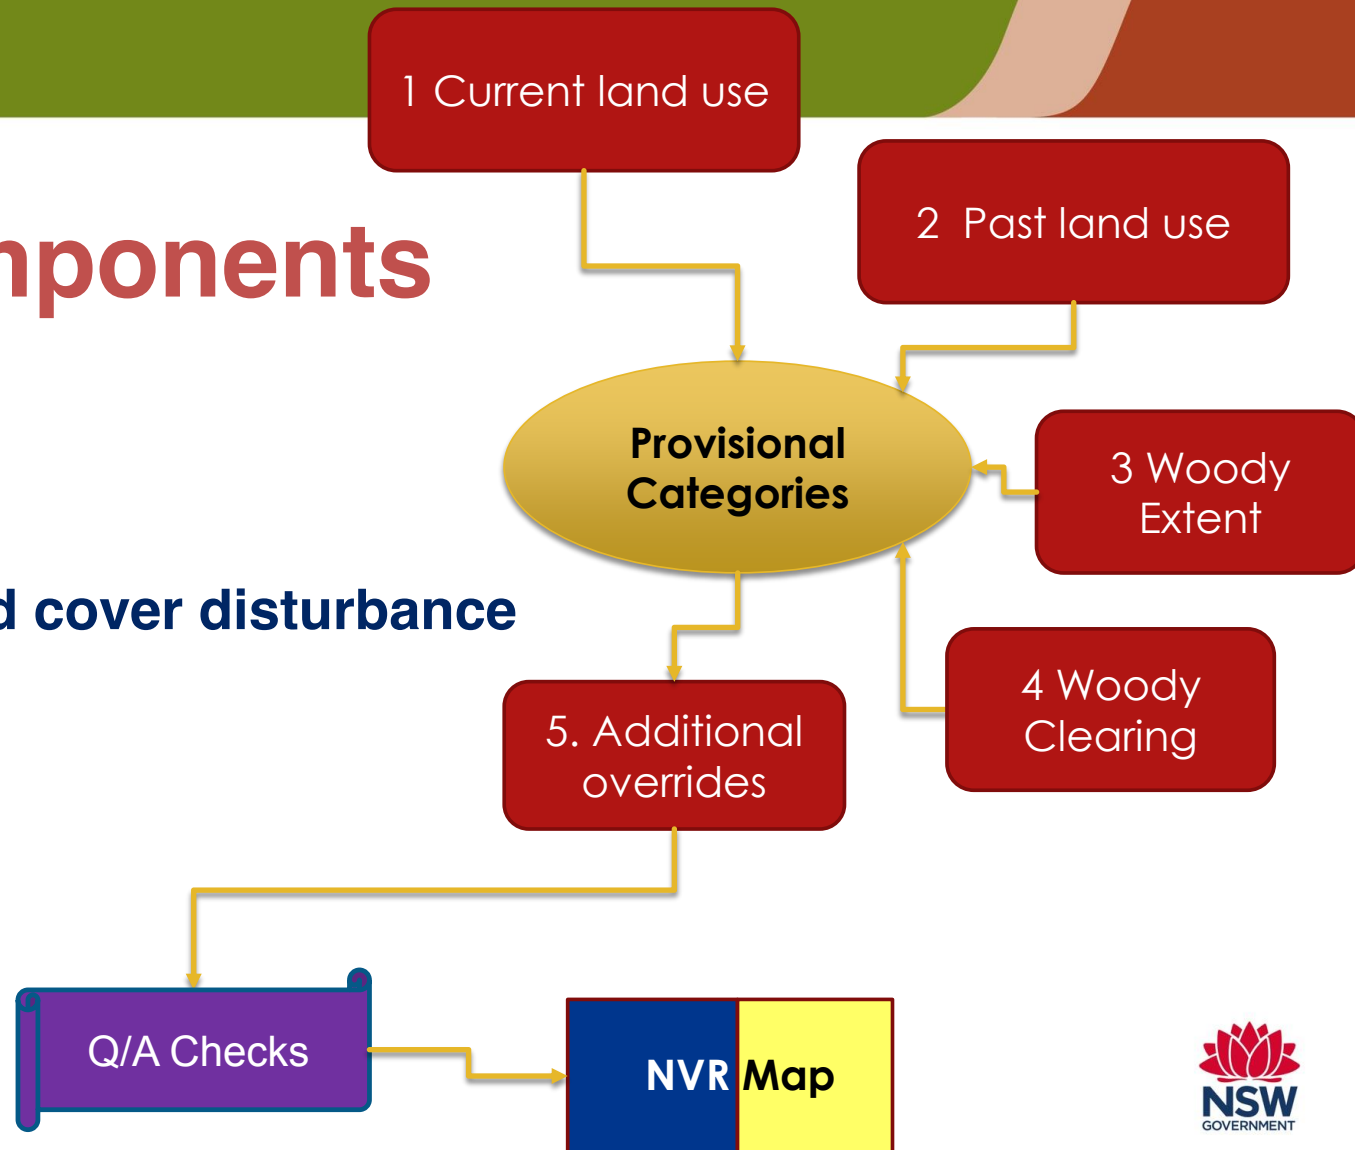 1 Current land use
2 Past land use
mponents
Provisional
Categories
3 Woody
Extent
d cover disturbance
4 Woody
Clearing
5. Additional
overrides
Q/A Checks
NVR Map
NSW
GOVERNMENT